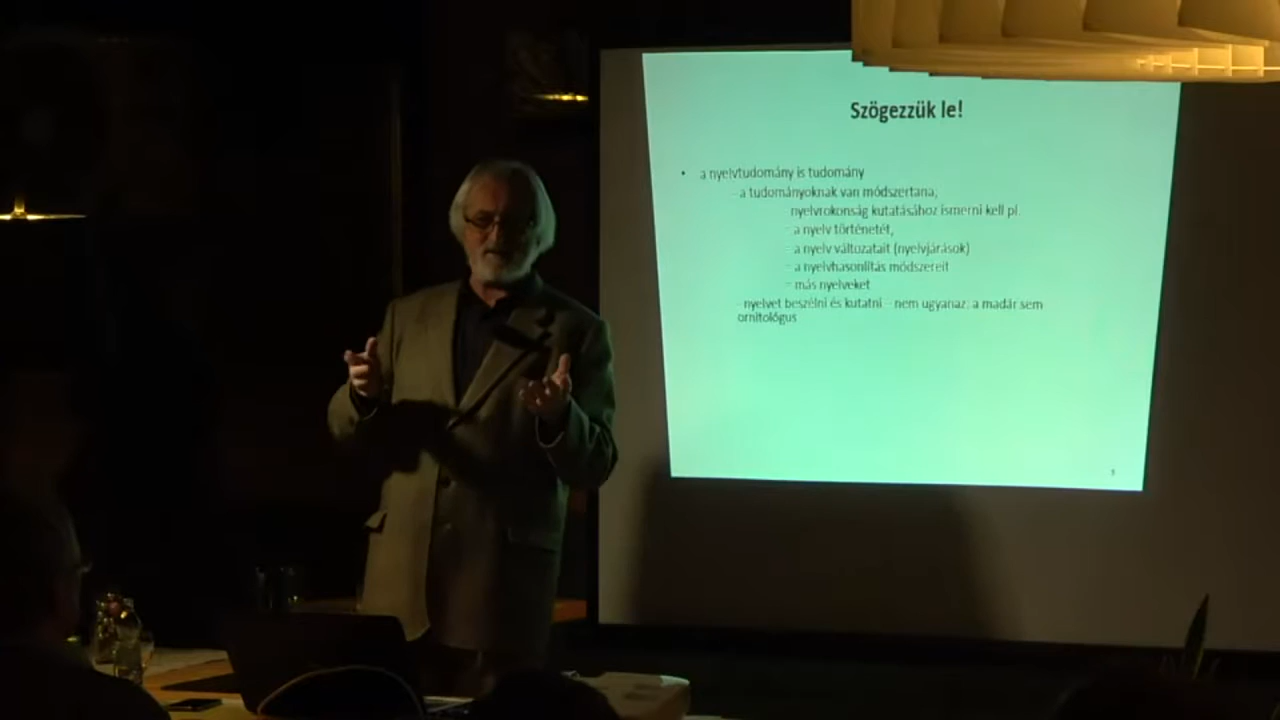 Szögezzük le!
• a nyelvtudomány is tudomány
- a tudományoknak van módszertana;
nyelvrokonság kutatásához ismerni kell pl.
- a nyelv történetét,
- a nyelv változatait (nyelvjárások)
- a nyelvhasonlítás módszereit
- más nyelveket
- nyelvet beszélni és kutatni - nem ugyanaz: a madár sem
ornitológus